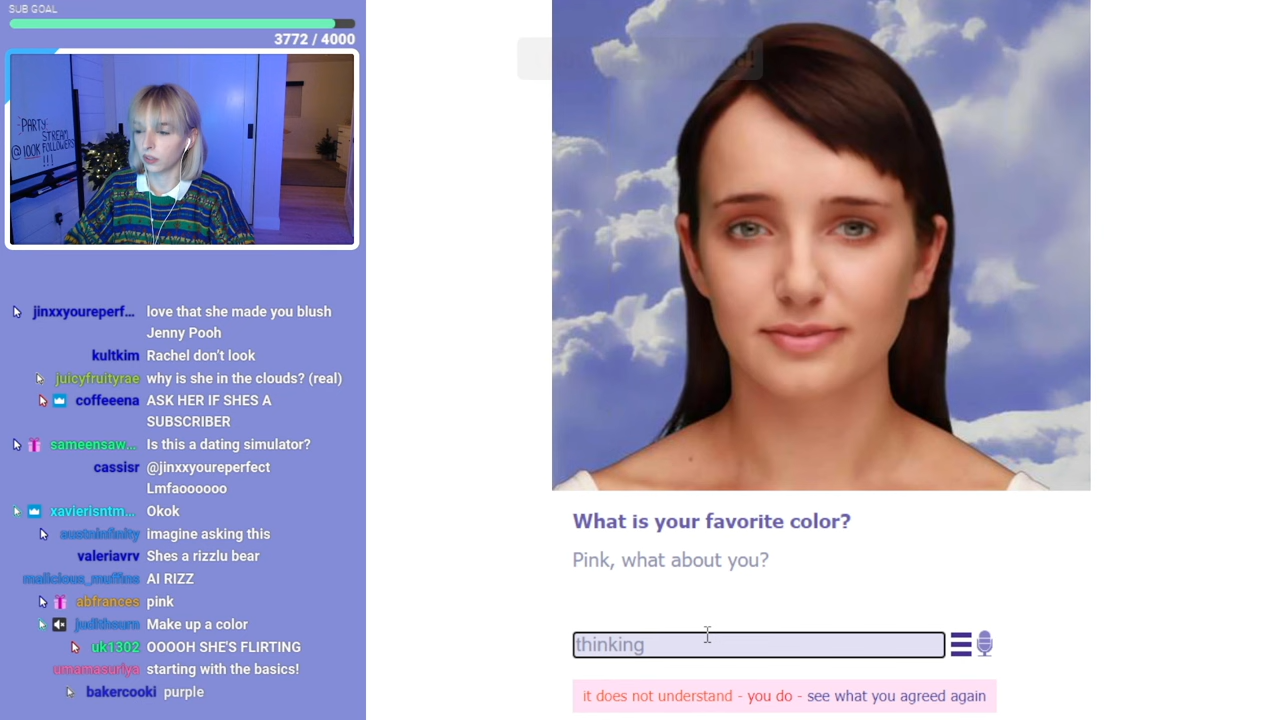 SUB GOAL
3772 / 4000
PARTY
STREAM
@ 100K
FOLLOWERS
!!!
jinxxyoureperf... love that she made you blush
Jenny Pooh
kultkim Rachel don't look
juicyfruityrae why is she in the clouds? (real)
coffeeena ASK HER IF SHES A
SUBSCRIBER
sameensaw... Is this a dating simulator?
cassisr @jinxxyoureperfect
Lmfaoooooo
xavierisntm... Okok
austninfinity imagine asking this
valeriavrv Shes a rizzlu bear
malicious_muffins AI RIZZ
abfrances pink
Make up a color
uk1302 OOOOH SHE'S FLIRTING
umamasuriya starting with the basics!
bakercooki purple
What is your favorite color?
Pink, what about you?
thinking
it does not understand - you do - see what you agreed again